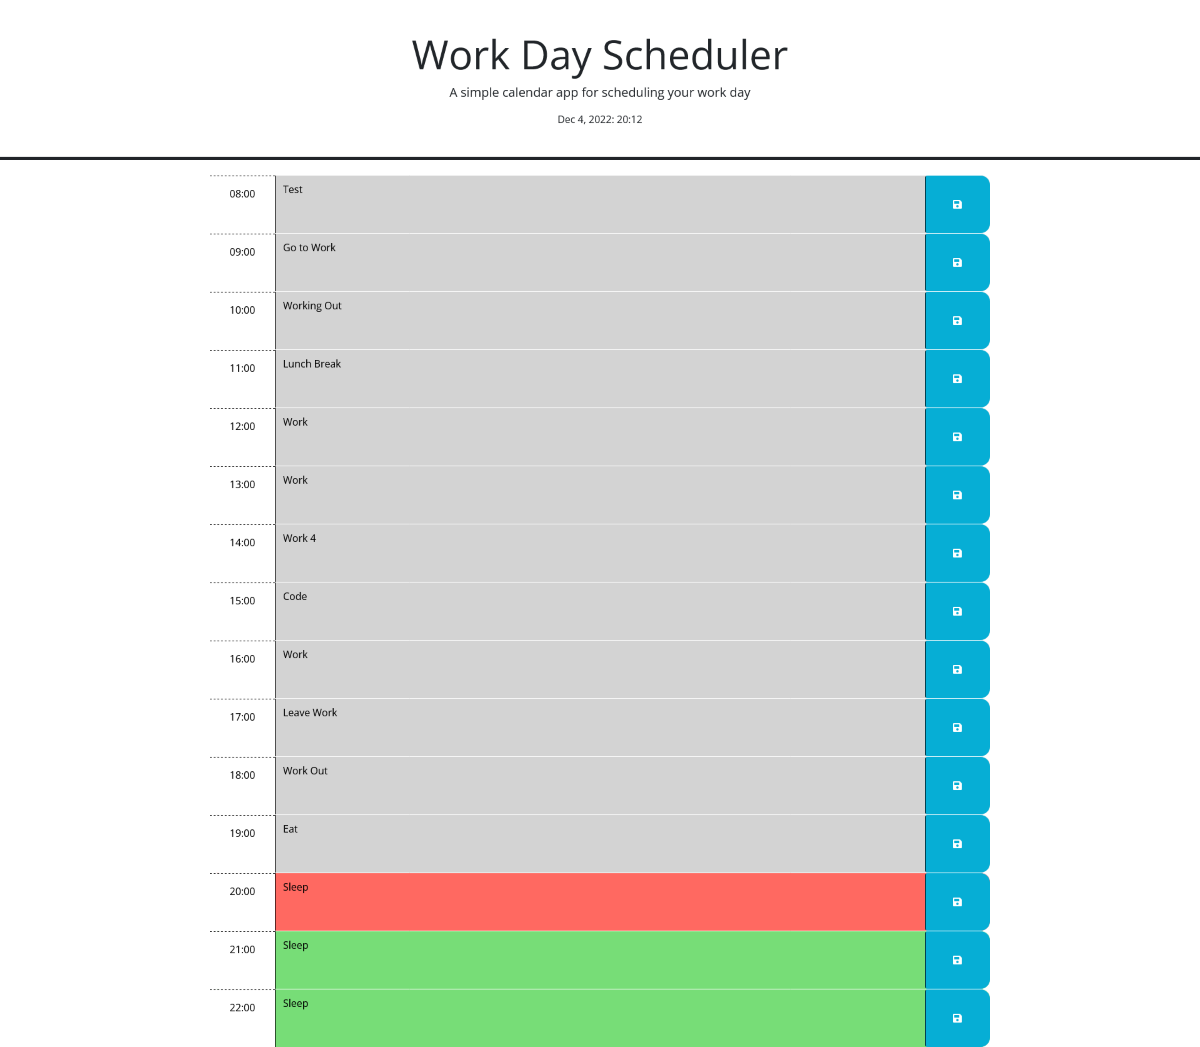 Work Day Scheduler
A simple calendar app for scheduling your work day
Dec 4, 2022: 20:12
08:00 Test
09:00 Go to Work
10:00 Working Out
11:00 Lunch Break
12:00 Work
13:00 Work
14:00 Work 4
15:00 Code
16:00 Work
17:00 Leave Work
18:00 Work Out
19:00 Eat
20:00 Sleep
21:00 Sleep
22:00 Sleep